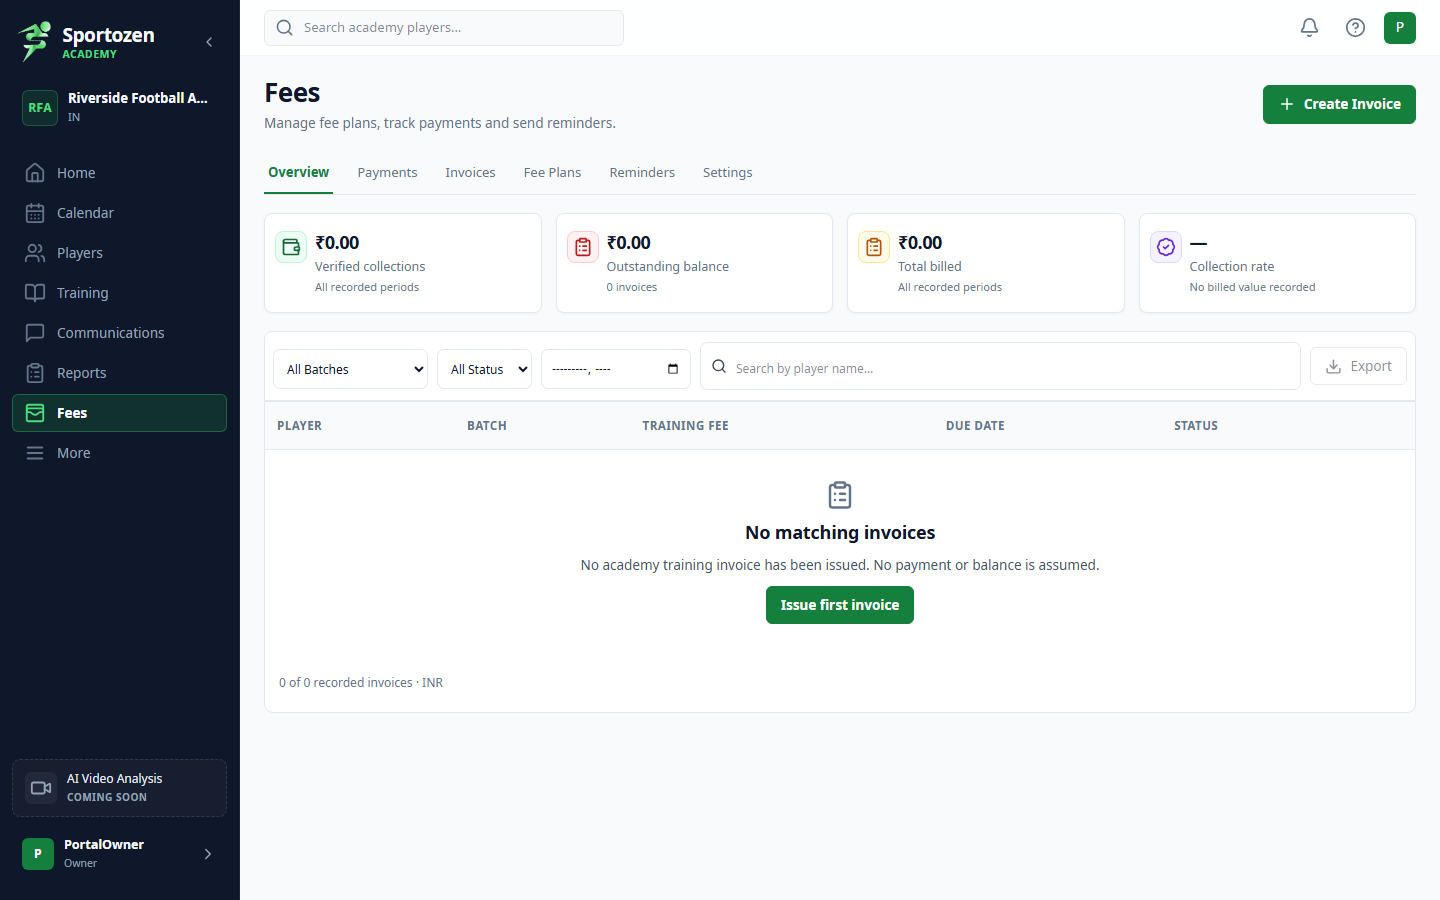 Sportozen
ACADEMY
RFA
Riverside Football A...
IN
Home
Calendar
Players
Training
Communications
Reports
Fees
More
AI Video Analysis
COMING SOON
P
PortalOwner
Owner
Search academy players...
P
Fees
Manage fee plans, track payments and send reminders.
Create Invoice
Overview
Payments
Invoices
Fee Plans
Reminders
Settings
₹0.00
Verified collections
All recorded periods
₹0.00
Outstanding balance
0 invoices
₹0.00
Total billed
All recorded periods
—
Collection rate
No billed value recorded
All Batches
All Status
---------, ----
Search by player name...
Export
PLAYER
BATCH
TRAINING FEE
DUE DATE
STATUS
No matching invoices
No academy training invoice has been issued. No payment or balance is assumed.
Issue first invoice
0 of 0 recorded invoices · INR